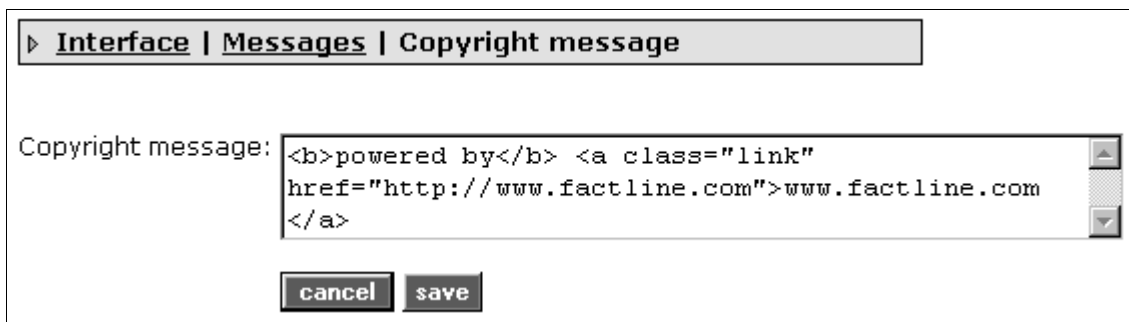 Interface | Messages | Copyright message
Copyright message:
<b>powered by</b> <a class="link"
href="http://www.factline.com">www.factline.com
</a>
cancel save